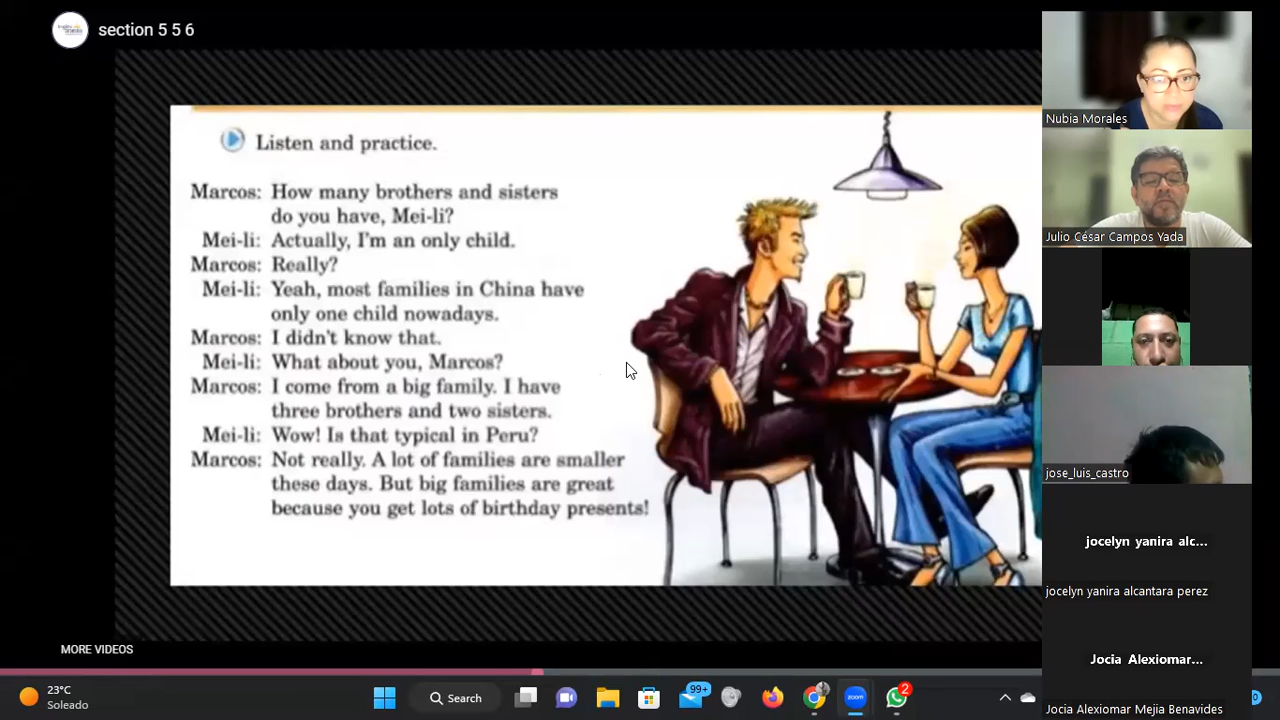 section 5 5 6
Listen and practice.
Marcos: How many brothers and sisters
do you have, Mei-li?
Mei-li: Actually, I'm an only child.
Marcos: Really?
Mei-li: Yeah, most families in China have
only one child nowadays.
Marcos: I didn't know that.
Mei-li: What about you, Marcos?
Marcos: I come from a big family. I have
three brothers and two sisters.
Mei-li: Wow! Is that typical in Peru?
Marcos: Not really. A lot of families are smaller
these days. But big families are great
because you get lots of birthday presents!
MORE VIDEOS
Nubia Morales
Julio César Campos Yada
jose_luis_castro
jocelyn yanira alc...
jocelyn yanira alcantara perez
Jocia Alexiomar...
Jocia Alexiomar Mejia Benavides
23°C
Soleado
Search
99+
zoom
2